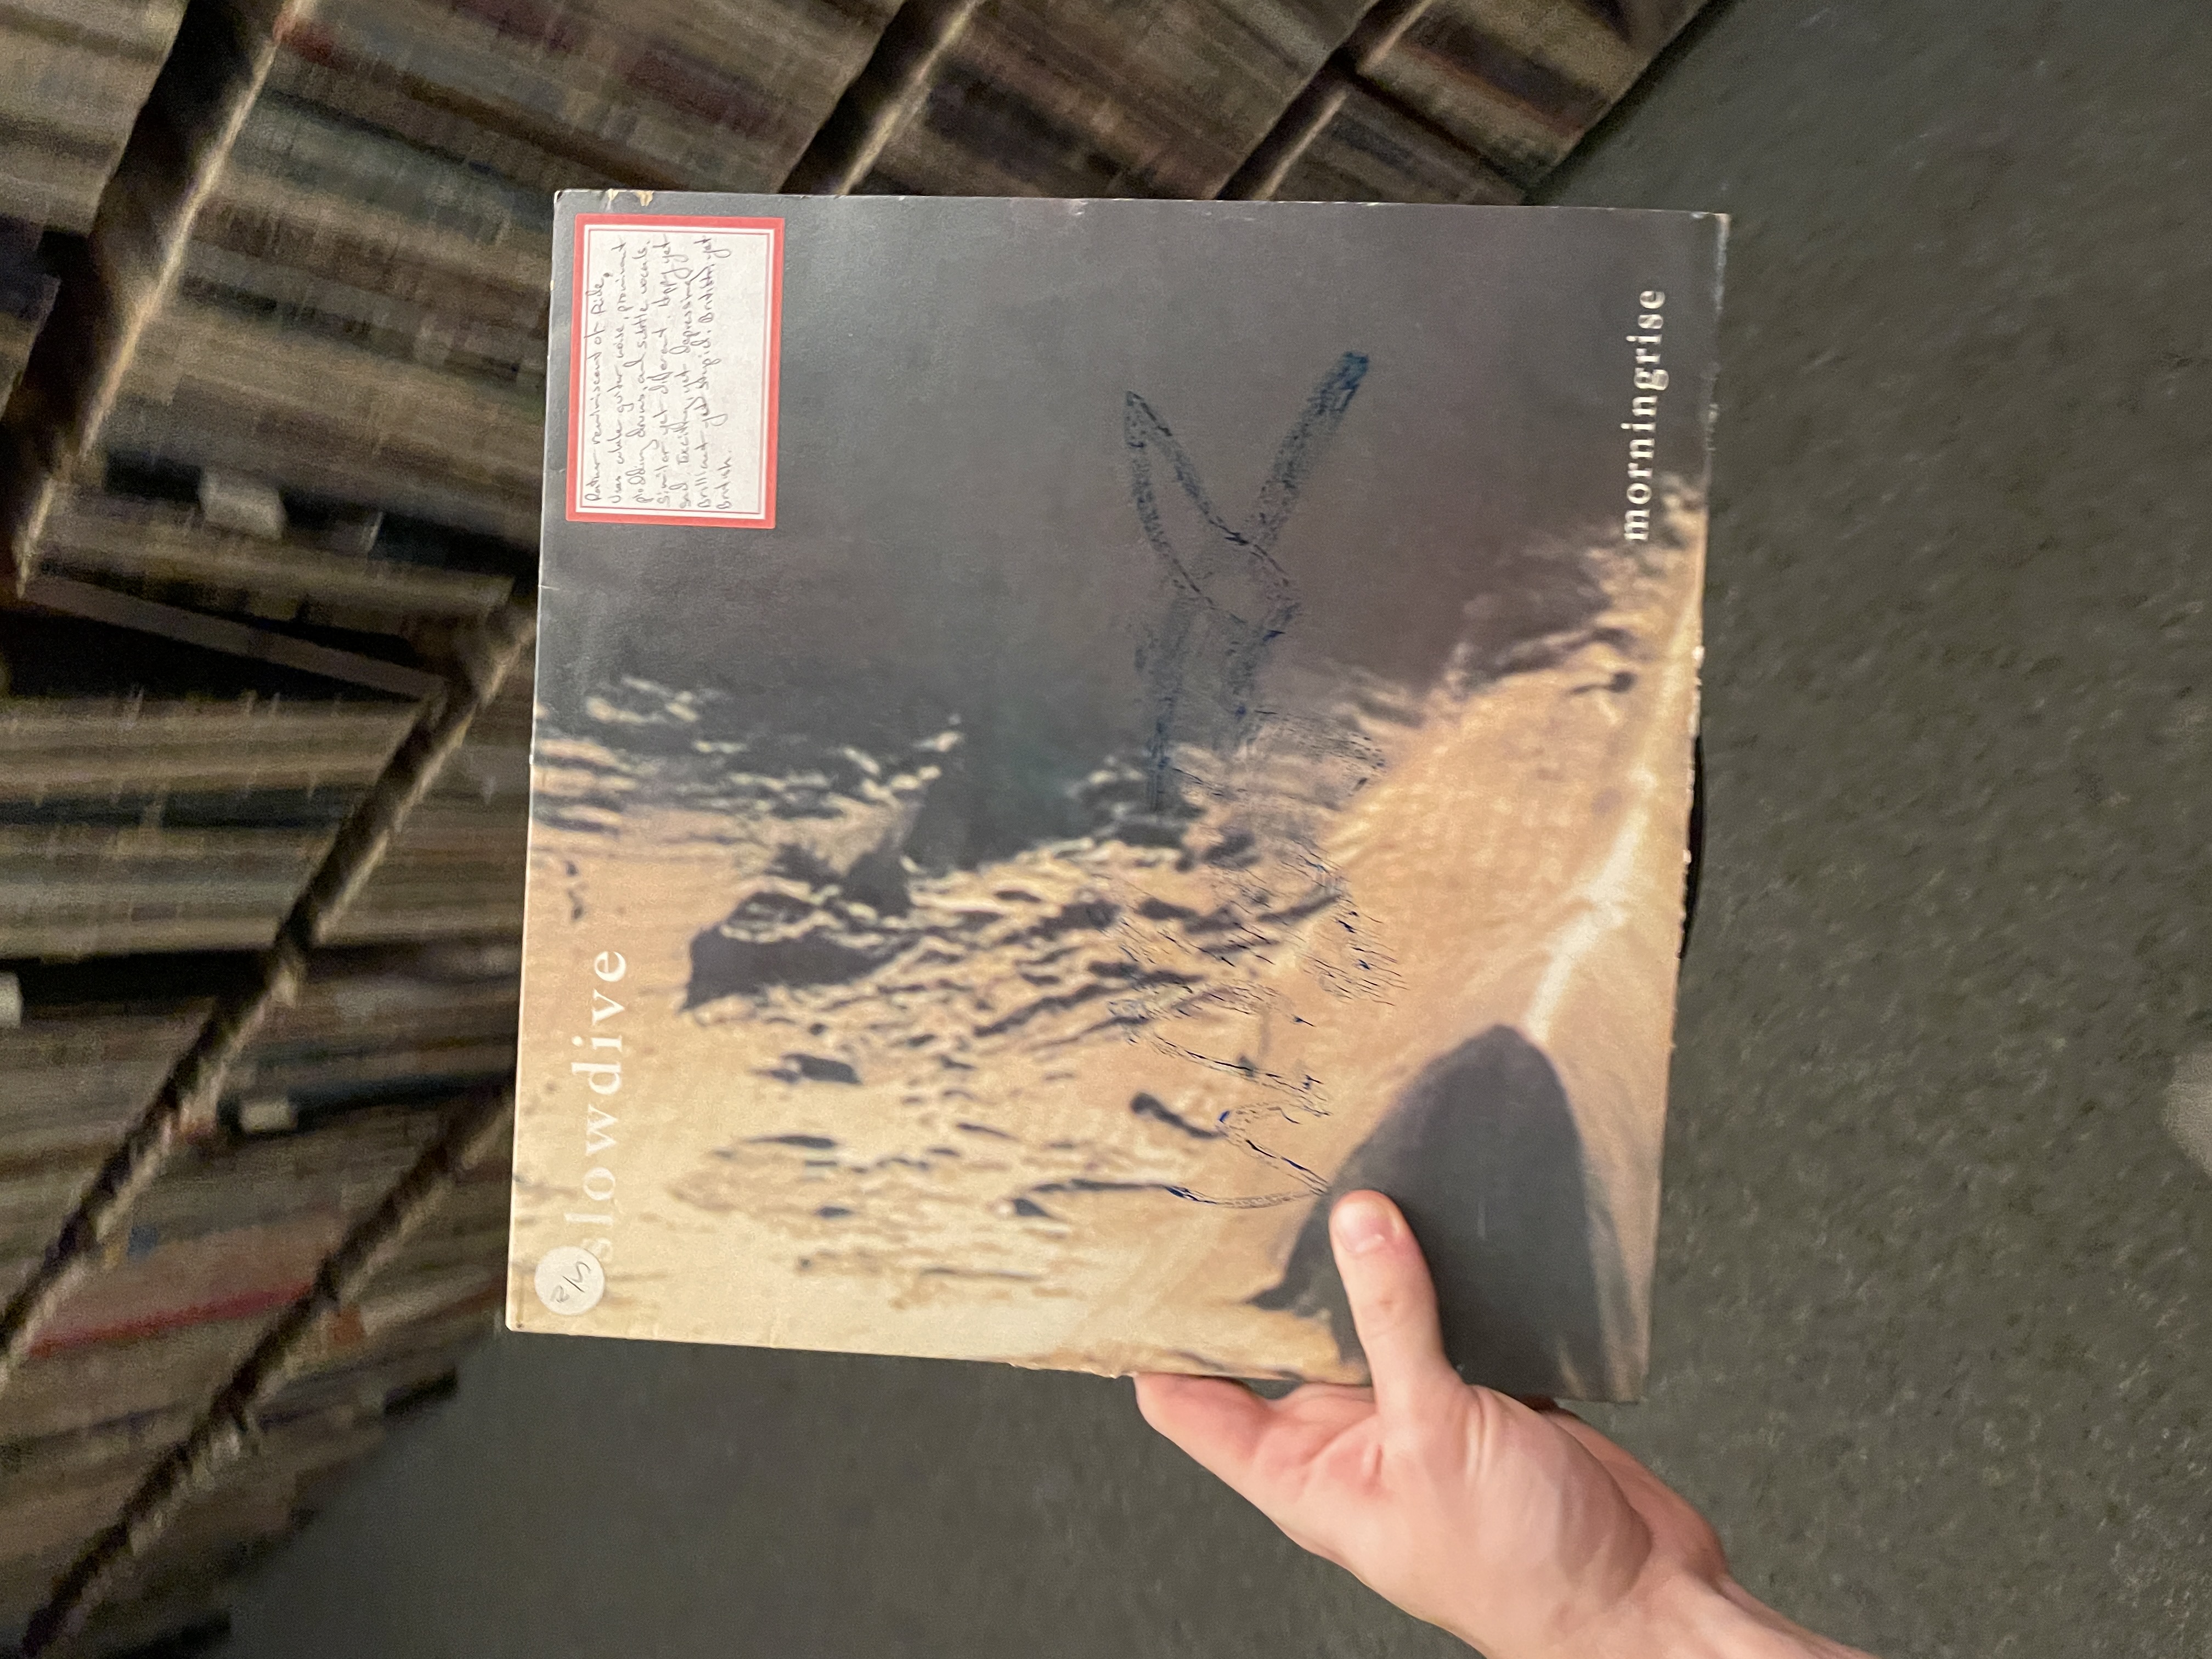 slowdive
Rather reminiscent of Ride,
Uses white guitar noise, prominent
plodding drums, and subtle vocals.
Similar yet different. Happy yet
sad. Exciting, yet depressing
Brilliant yet stupid. British, yet
British.
morningrise